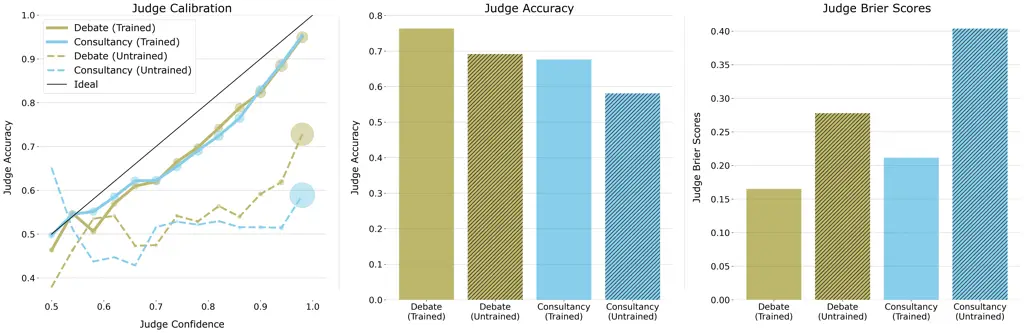 Judge Calibration
Judge Accuracy
1.0
0.9
0.8
0.7
0.6
0.5
0.4
Debate (Trained)
Consultancy (Trained)
Debate (Untrained)
Consultancy (Untrained)
Ideal
0.5 0.6 0.7 0.8 0.9 1.0
Judge Confidence
Judge Accuracy
Judge Accuracy
0.8
0.7
0.6
0.5
0.4
0.3
0.2
0.1
0.0
Debate Debate Consultancy Consultancy
(Trained) (Untrained) (Trained) (Untrained)
Judge Brier Scores
Judge Brier Scores
0.40
0.35
0.30
0.25
0.20
0.15
0.10
0.05
0.00
Debate Debate Consultancy Consultancy
(Trained) (Untrained) (Trained) (Untrained)